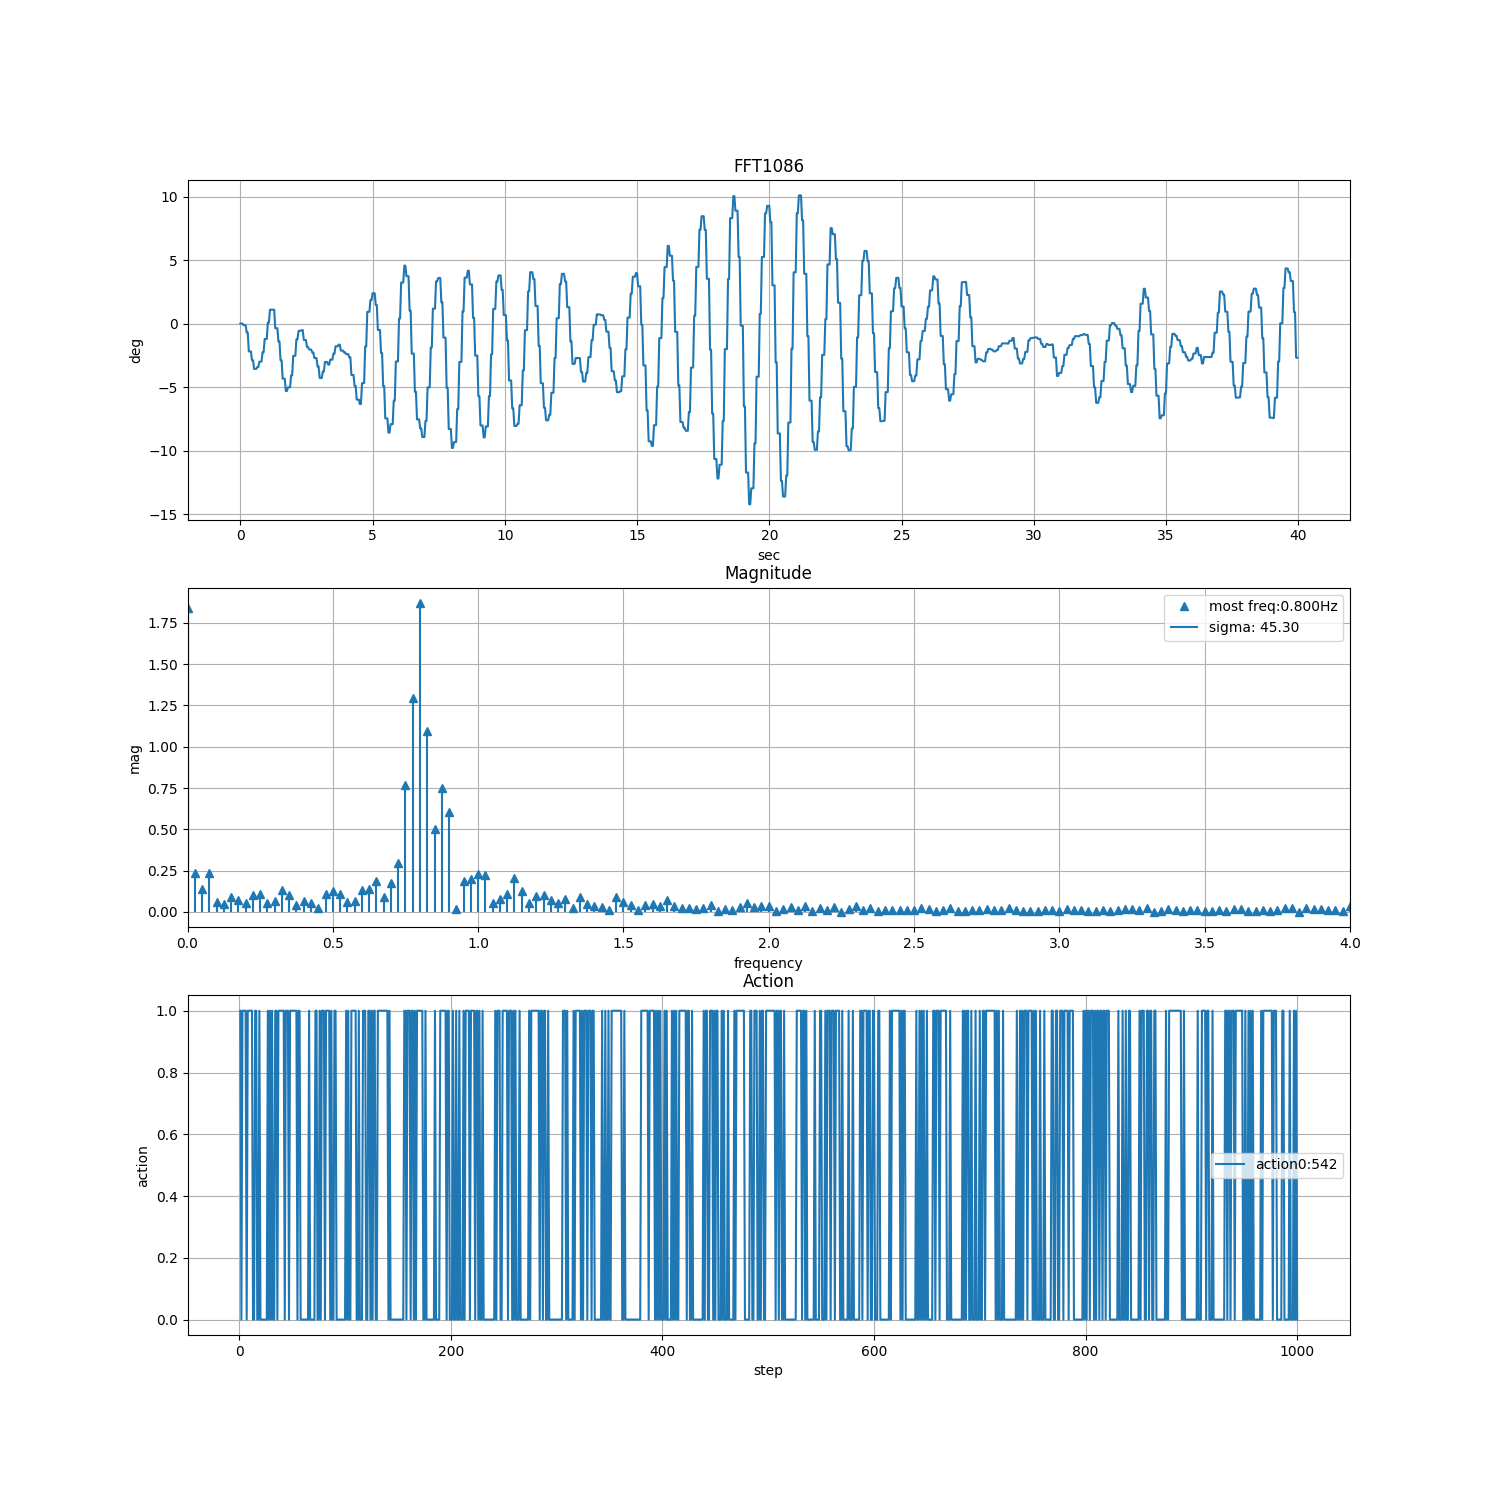 FFT1086
10
5
0
−5
−10
−15
deg
0 5 10 15 20 25 30 35 40
sec
Magnitude
most freq:0.800Hz
sigma: 45.30
1.75
1.50
1.25
1.00
0.75
0.50
0.25
0.00
mag
0.0 0.5 1.0 1.5 2.0 2.5 3.0 3.5 4.0
frequency
Action
1.0
0.8
0.6
0.4
0.2
0.0
action
action0:542
0 200 400 600 800 1000
step